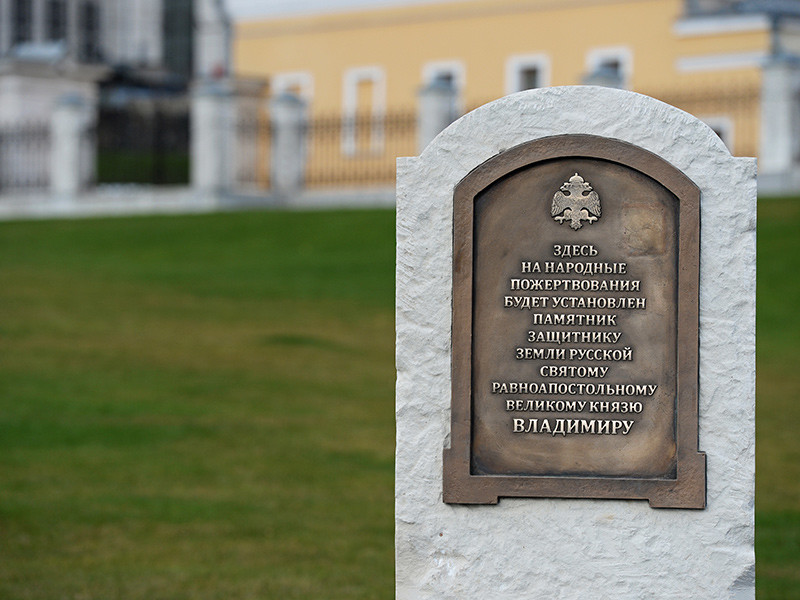 ЗДЕСЬ
НА НАРОДНЫЕ
ПОЖЕРТВОВАНИЯ
БУДЕТ УСТАНОВЛЕН
ПАМЯТНИК
ЗАЩИТНИКУ
ЗЕМЛИ РУССКОЙ
СВЯТОМУ
РАВНОАПОСТОЛЬНОМУ
ВЕЛИКОМУ КНЯЗЮ
ВЛАДИМИРУ